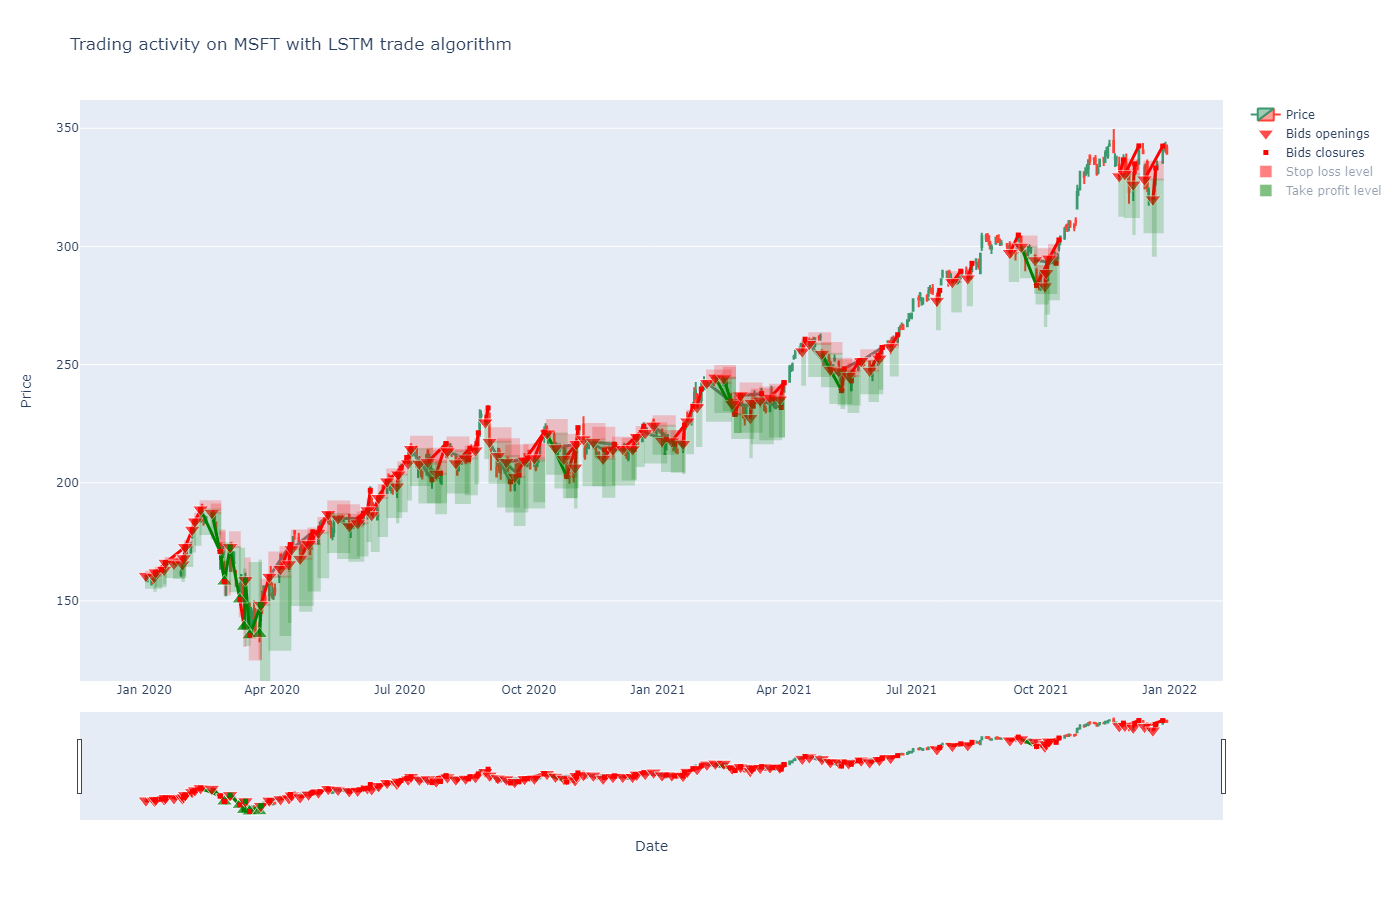 Trading activity on MSFT with LSTM trade algorithm
Price
Bids openings
Bids closures
Stop loss level
Take profit level
350
300
250
200
150
Price
Jan 2020
Apr 2020
Jul 2020
Oct 2020
Jan 2021
Apr 2021
Jul 2021
Oct 2021
Jan 2022
Date